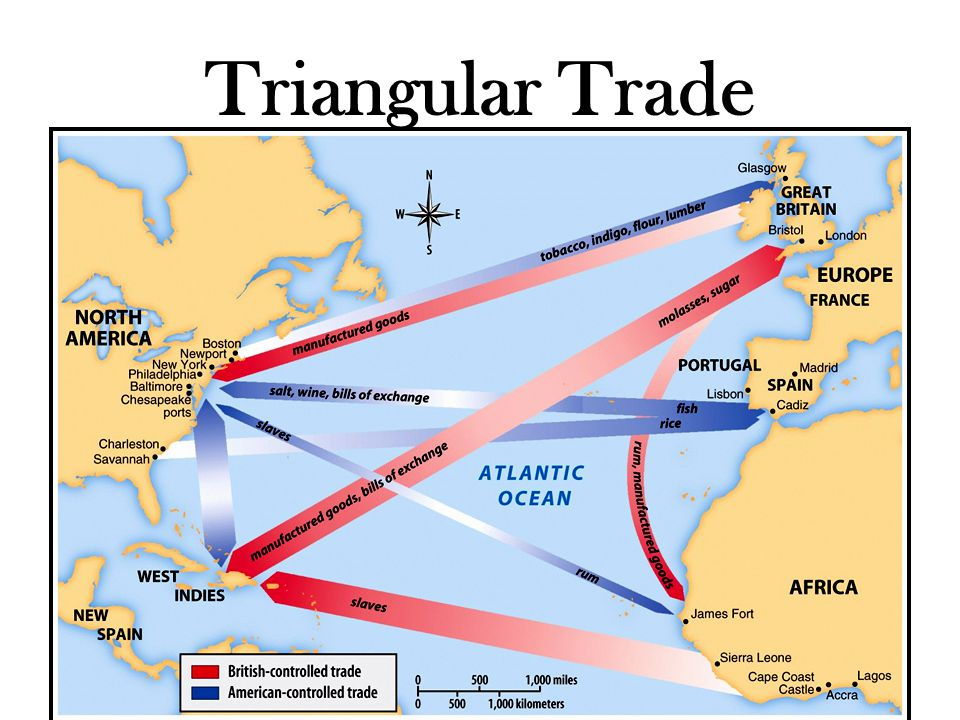 Triangular Trade
N
W
E
S
Glasgow
GREAT
BRITAIN
Bristol
London
tobacco, indigo, flour, lumber
EUROPE
FRANCE
molasses, sugar
NORTH
AMERICA
manufactured goods
Boston
Newport
New York
Philadelphia
Baltimore
Chesapeake
ports
PORTUGAL
Madrid
SPAIN
Lisbon
Cadiz
salt, wine, bills of exchange
fish
rice
slaves
Charleston
Savannah
manufactured goods, bills of exchange
ATLANTIC
OCEAN
rum, manufactured goods
WEST
INDIES
rum
AFRICA
slaves
NEW
SPAIN
James Fort
Sierra Leone
Cape Coast
Castle
Accra
Lagos
British-controlled trade
American-controlled trade
0 500 1,000 miles
0 500 1,000 kilometers